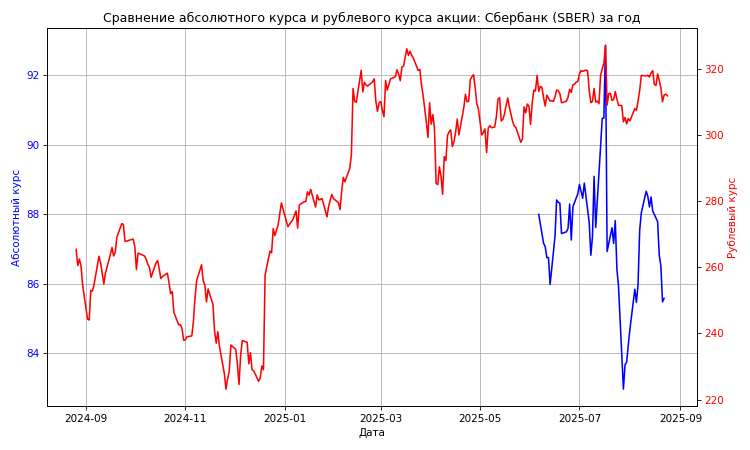 Сравнение абсолютного курса и рублевого курса акции: Сбербанк (SBER) за год
Абсолютный курс
92
90
88
86
84
320
300
280
260
240
220
Рублевый курс
2024-09 2024-11 2025-01 2025-03 2025-05 2025-07 2025-09
Дата